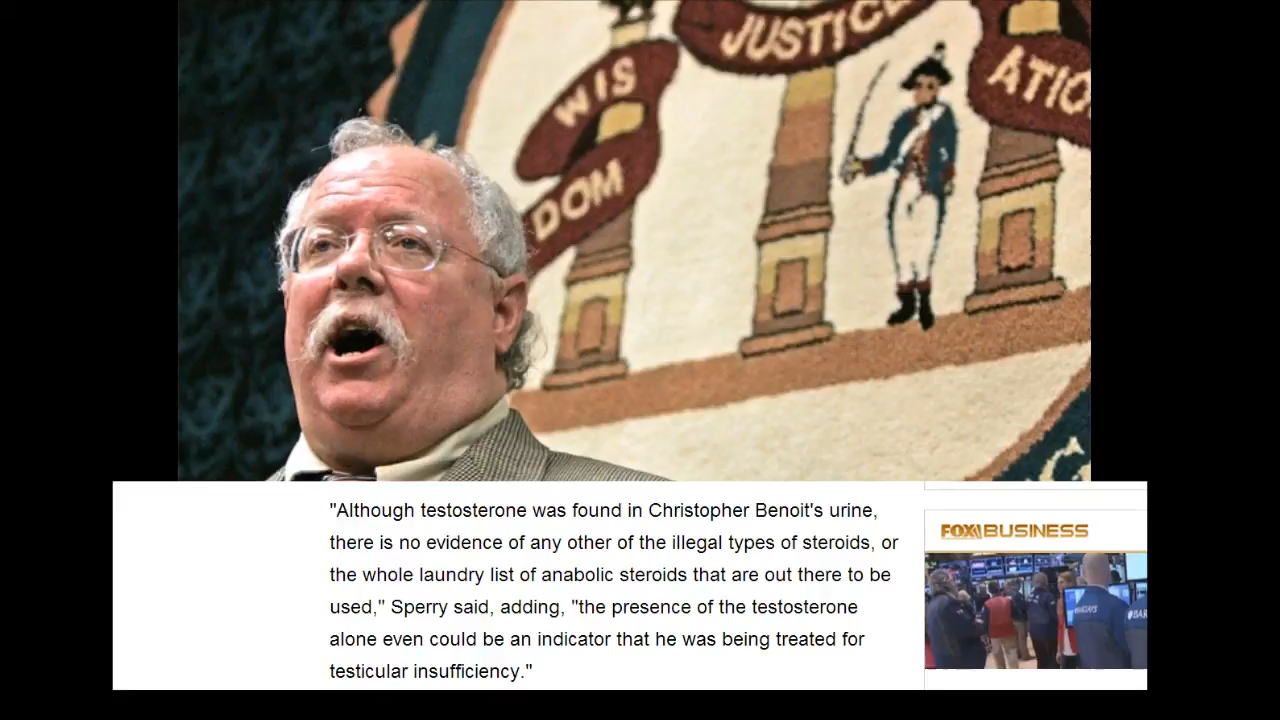 JUSTIC
WIS
DOM
ATIO
"Although testosterone was found in Christopher Benoit's urine,
there is no evidence of any other of the illegal types of steroids, or
the whole laundry list of anabolic steroids that are out there to be
used," Sperry said, adding, "the presence of the testosterone
alone even could be an indicator that he was being treated for
testicular insufficiency."
FOX BUSINESS
BARCLAYS
#BAR